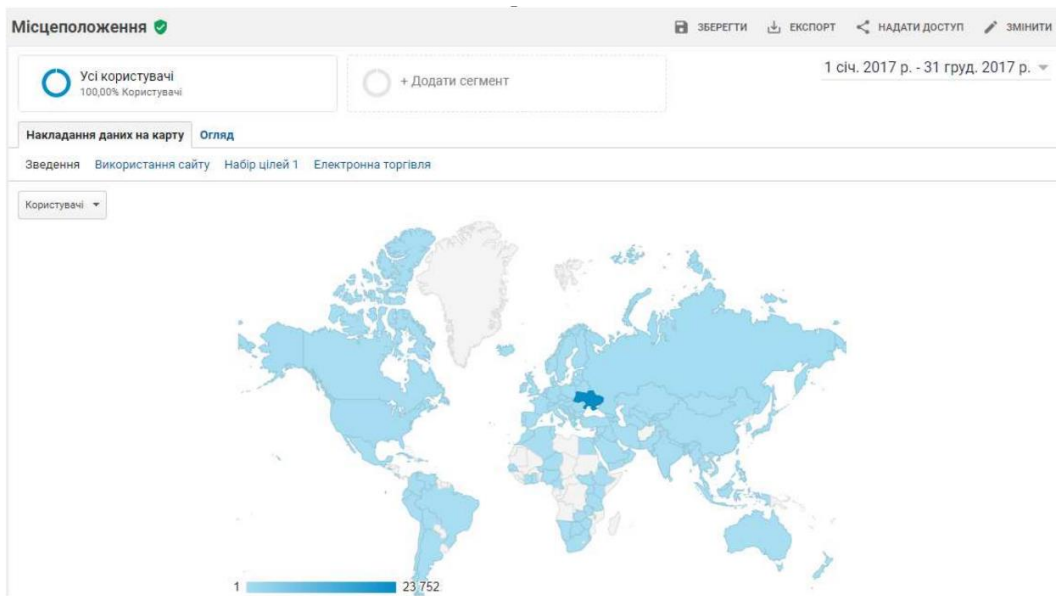 Місцеположення
ЗБЕРЕГТИ ЕКСПОРТ НАДАТИ ДОСТУП ЗМІНИТИ
Усі користувачі
100,00% Користувачі
+ Додати сегмент
1 січ. 2017 р. - 31 груд. 2017 р.
Накладання даних на карту Огляд
Зведення Використання сайту Набір цілей 1 Електронна торгівля
Користувачі
1 23 752